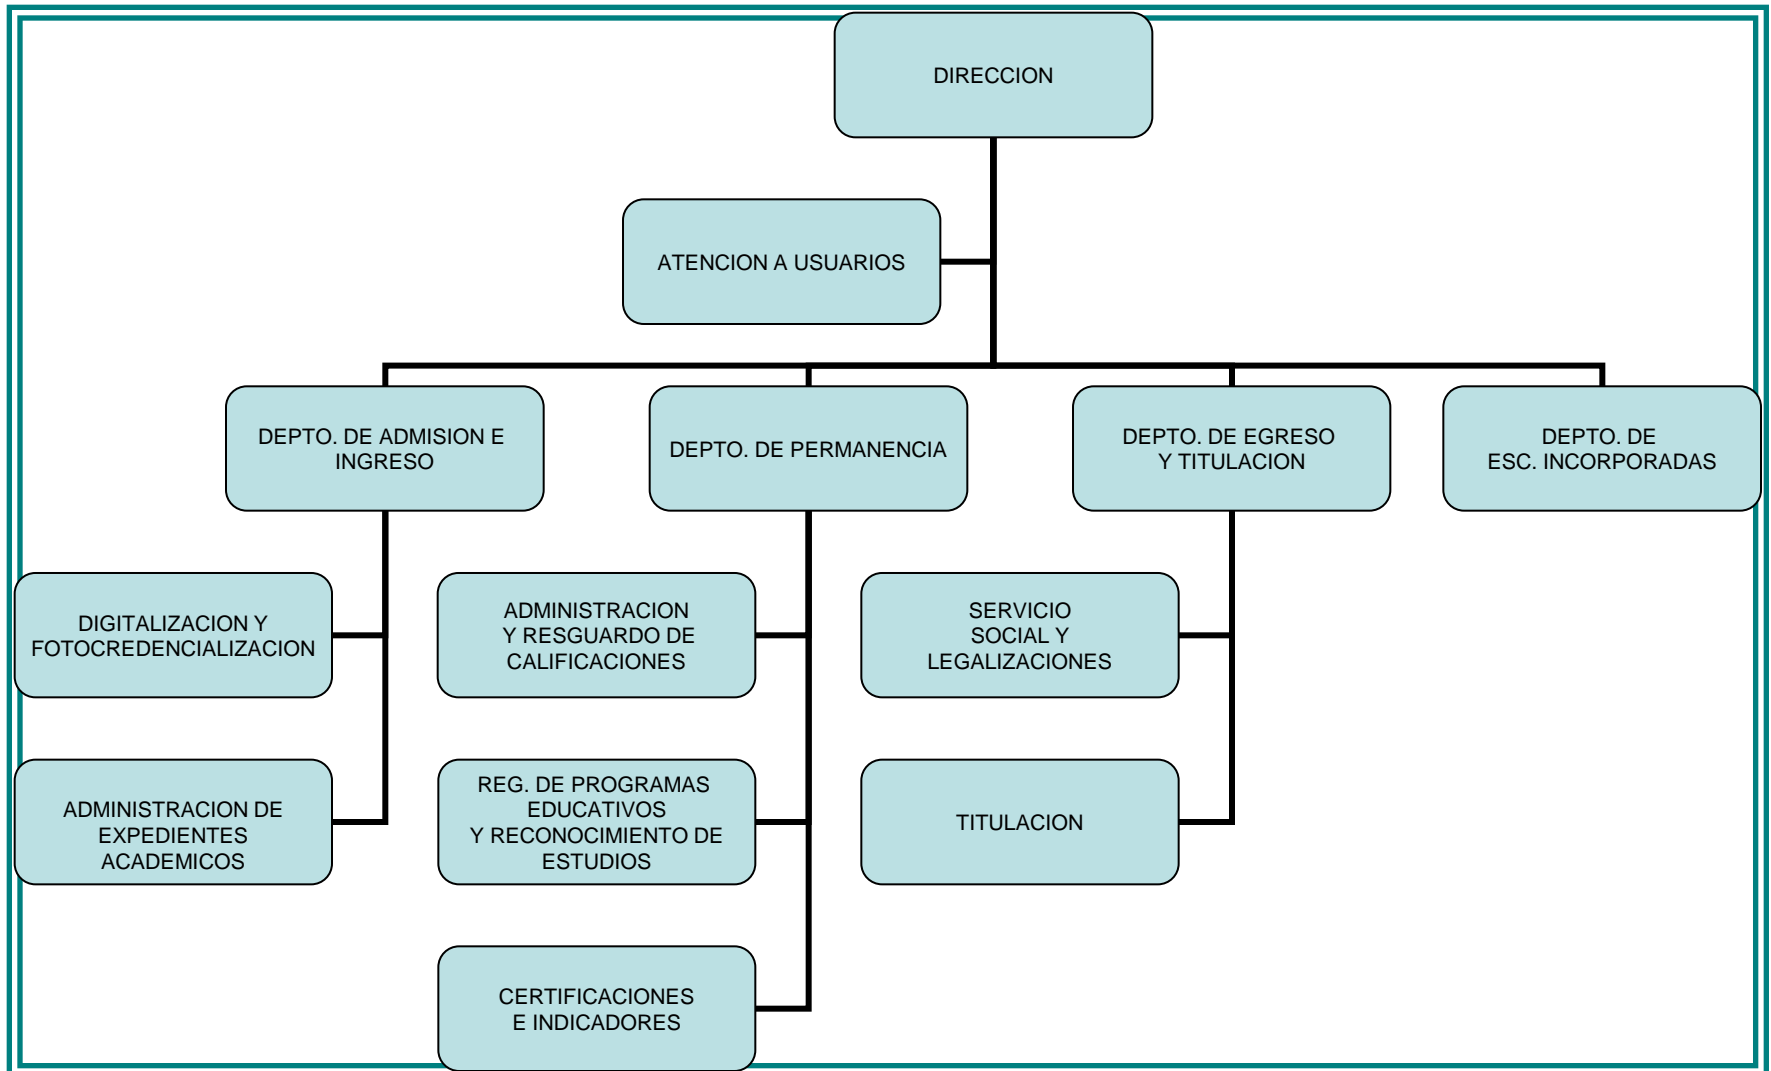 DIRECCION
ATENCION A USUARIOS
DEPTO. DE ADMISION E
INGRESO
DEPTO. DE PERMANENCIA
DEPTO. DE EGRESO
Y TITULACION
DEPTO. DE
ESC. INCORPORADAS
DIGITALIZACION Y
FOTOCREDENCIALIZACION
ADMINISTRACION
Y RESGUARDO DE
CALIFICACIONES
SERVICIO
SOCIAL Y
LEGALIZACIONES
ADMINISTRACION DE
EXPEDIENTES
ACADEMICOS
REG. DE PROGRAMAS
EDUCATIVOS
Y RECONOCIMIENTO DE
ESTUDIOS
TITULACION
CERTIFICACIONES
E INDICADORES